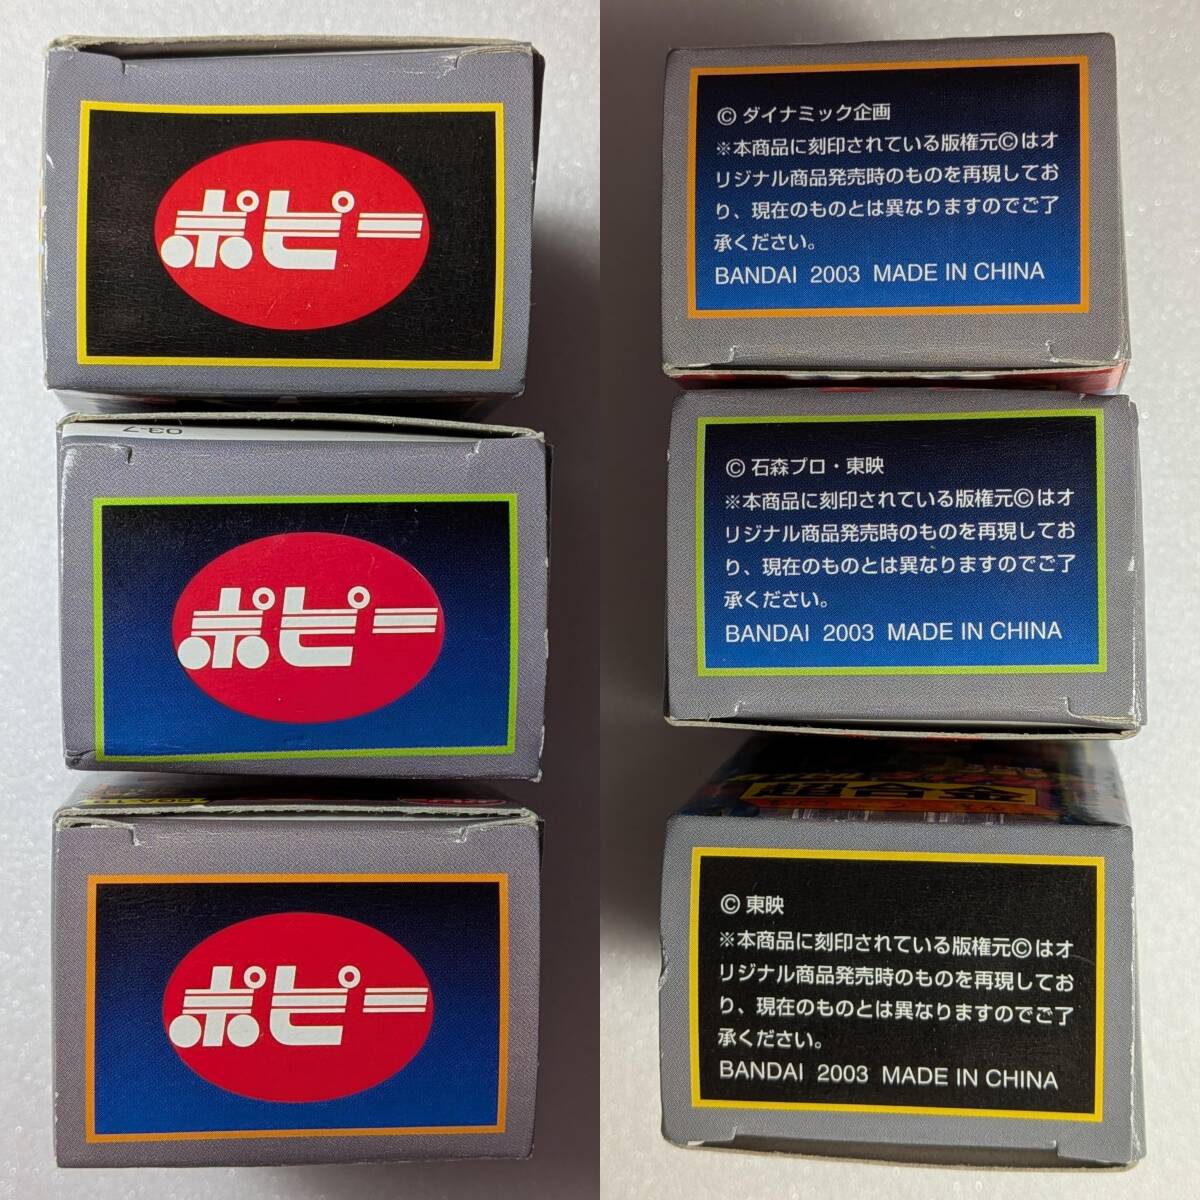 ポピー
03-7
ポピー
ポピー
© ダイナミック企画
※本商品に刻印されている版権元©はオ
リジナル商品発売時のものを再現してお
り、現在のものとは異なりますのでご了
承ください。
BANDAI 2003 MADE IN CHINA
© 石森プロ・東映
※本商品に刻印されている版権元©はオ
リジナル商品発売時のものを再現してお
り、現在のものとは異なりますのでご了
承ください。
BANDAI 2003 MADE IN CHINA
© 東映
※本商品に刻印されている版権元©はオ
リジナル商品発売時のものを再現してお
り、現在のものとは異なりますのでご了
承ください。
BANDAI 2003 MADE IN CHINA